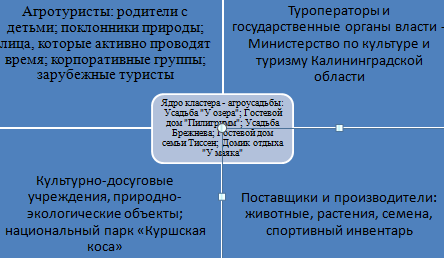 Агротуристы: родители с
детьми; поклонники природы;
лица, которые активно проводят
время; корпоративные группы;
зарубежные туристы
Туроператоры и
государственные органы власти -
Министерство по культуре и
туризму Калининградской
области
Ядро кластера - агроусадьбы:
Усадьба "У озера"; Гостевой
дом "Пилигримм"; Усадьба
Брежнева; Гостевой дом
семьи Тиссен; Домик отдыха
"У маяка"
Культурно-досуговые
учреждения, природно-
экологические объекты;
национальный парк «Куршская
коса»
Поставщики и производители:
животные, растения, семена,
спортивный инвентарь